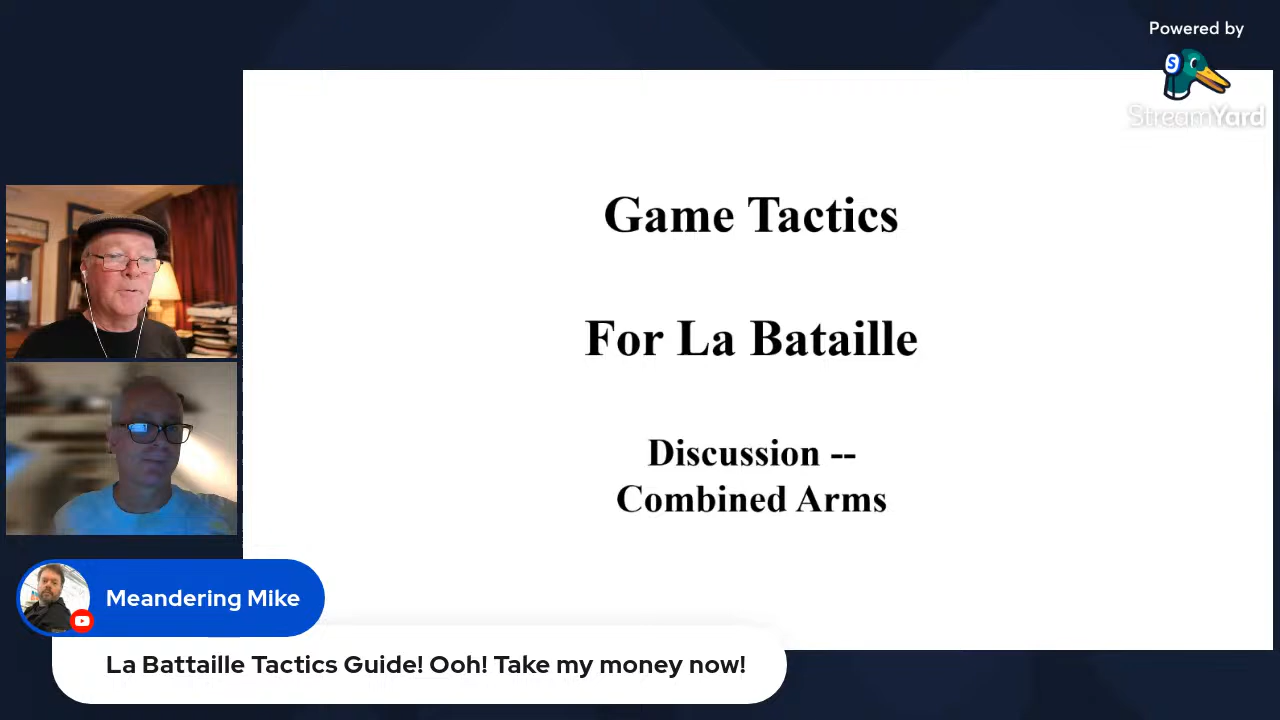 Powered by
S
StreamYard
Game Tactics
For La Bataille
Discussion --
Combined Arms
Meandering Mike
La Battaille Tactics Guide! Ooh! Take my money now!